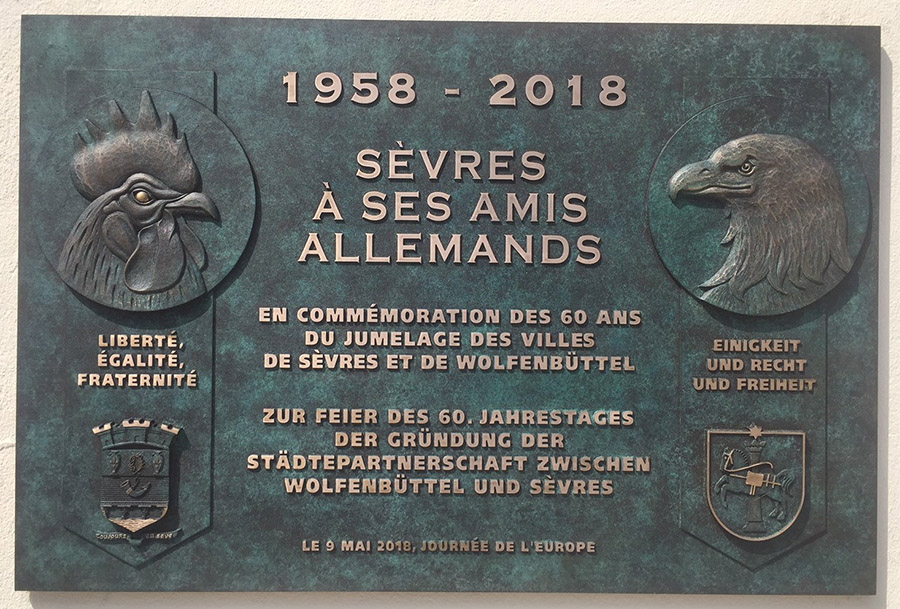 1958 - 2018
SÈVRES
À SES AMIS
ALLEMANDS
EN COMMÉMORATION DES 60 ANS
DU JUMELAGE DES VILLES
DE SÈVRES ET DE WOLFENBÜTTEL
ZUR FEIER DES 60. JAHRESTAGES
DER GRÜNDUNG DER
STÄDTEPARTNERSCHAFT ZWISCHEN
WOLFENBÜTTEL UND SÈVRES
LE 9 MAI 2018, JOURNÉE DE L'EUROPE
LIBERTÉ,
ÉGALITÉ,
FRATERNITÉ
TOUJOURS
EINIGKEIT
UND RECHT
UND FREIHEIT